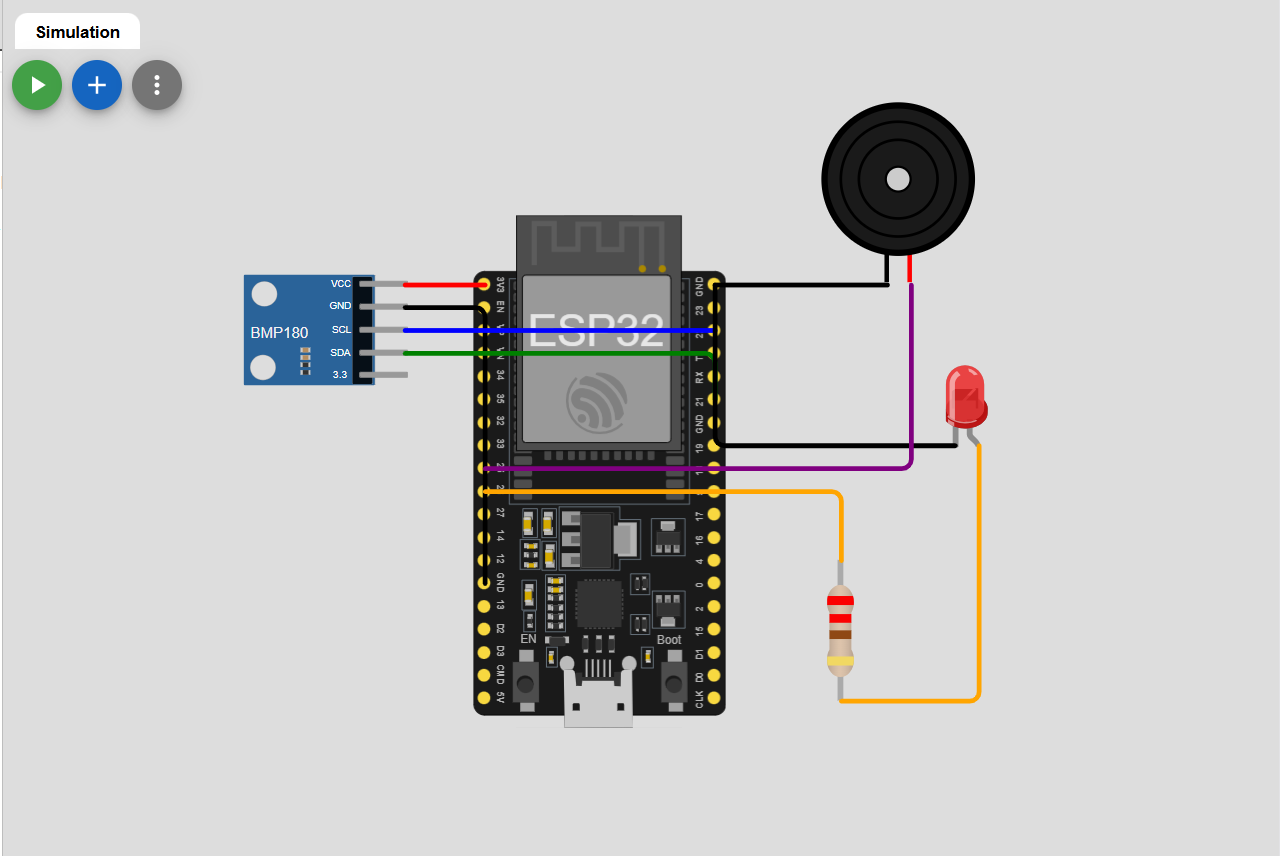 Simulation
BMP180
VCC
GND
SCL
SDA
3.3
ESP32
3V3
EN
34
35
32
33
27
14
12
GND
13
D2
D3
CMD
5V
GND
23
RX
21
GND
19
17
16
4
0
2
15
D1
D0
CLK
EN
Boot